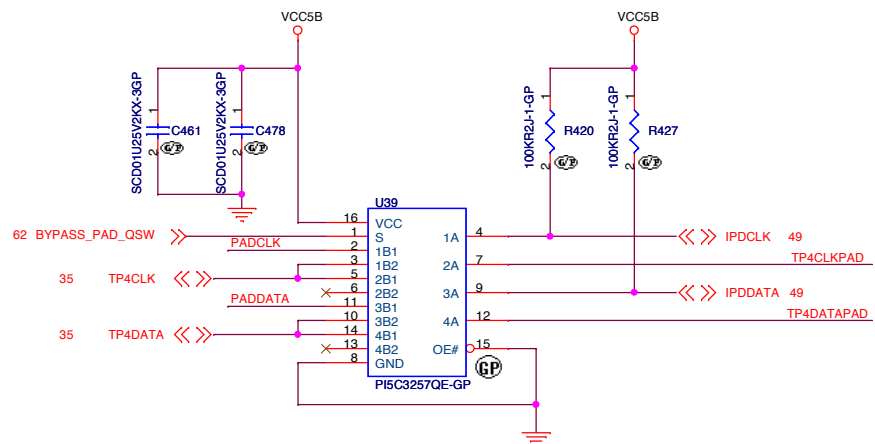 VCC5B
VCC5B
SCD01U25V2KX-3GP
1
C461
2
G/P
SCD01U25V2KX-3GP
1
C478
2
G/P
100KR2J-1-GP
1
R420
2
G/P
100KR2J-1-GP
1
R427
2
G/P
U39
16 VCC
62 BYPASS_PAD_QSW 1 S
1A 4 IPDCLK 49
PADCLK 2 1B1
3 1B2
2A 7 TP4CLKPAD
35 TP4CLK 5 2B1
6 2B2
3A 9 IPDDATA 49
PADDATA 11 3B1
10 3B2
4A 12 TP4DATAPAD
35 TP4DATA 14 4B1
13 4B2
OE# 15
8 GND
GP
PI5C3257QE-GP